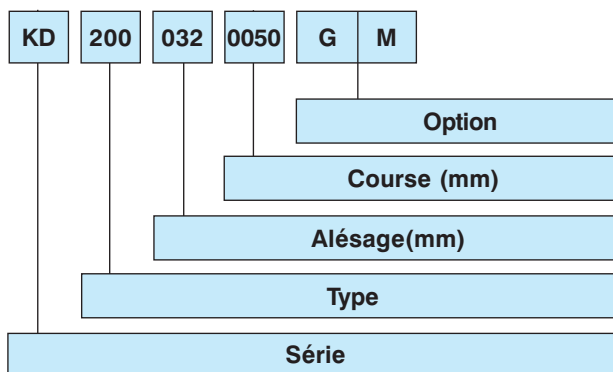 KD 200 032 0050 G M
Option
Course (mm)
Alésage(mm)
Type
Série